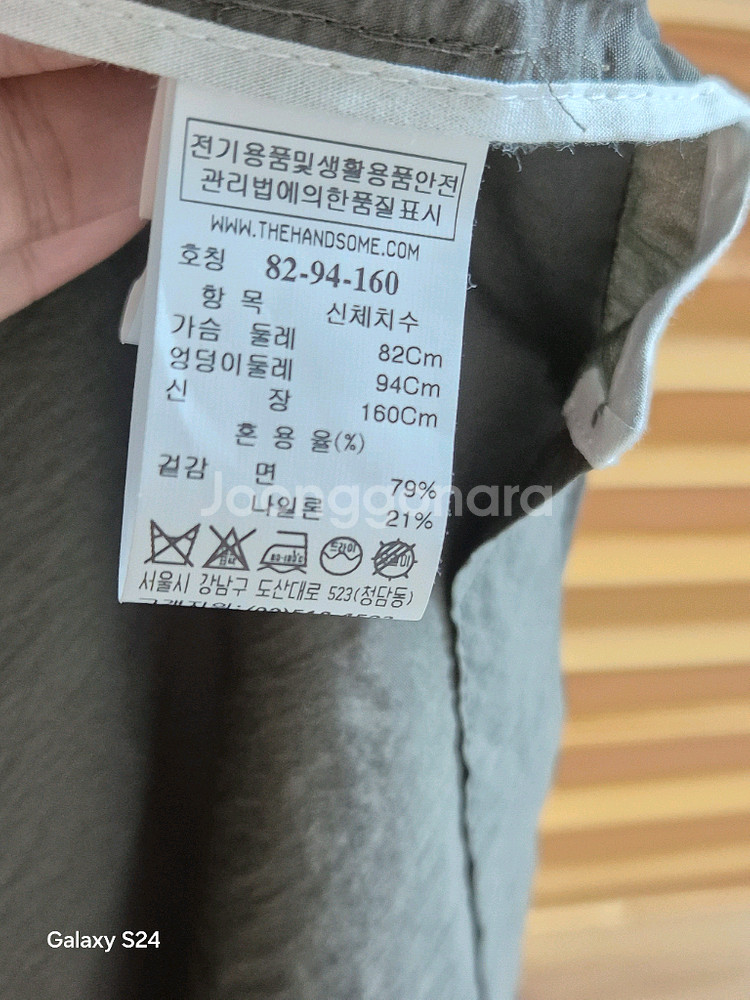 전기용품및생활용품안전
관리법에의한품질표시
WWW.THEHANDSOME.COM
호칭 82-94-160
항 목 신체치수
가슴 둘레 82Cm
엉덩이둘레 94Cm
신 장 160Cm
혼 용 율(%)
겉감 면 79%
나일론 21%
Joonggonara
드라이
서울시 강남구 도산대로 523(청담동)
Galaxy S24